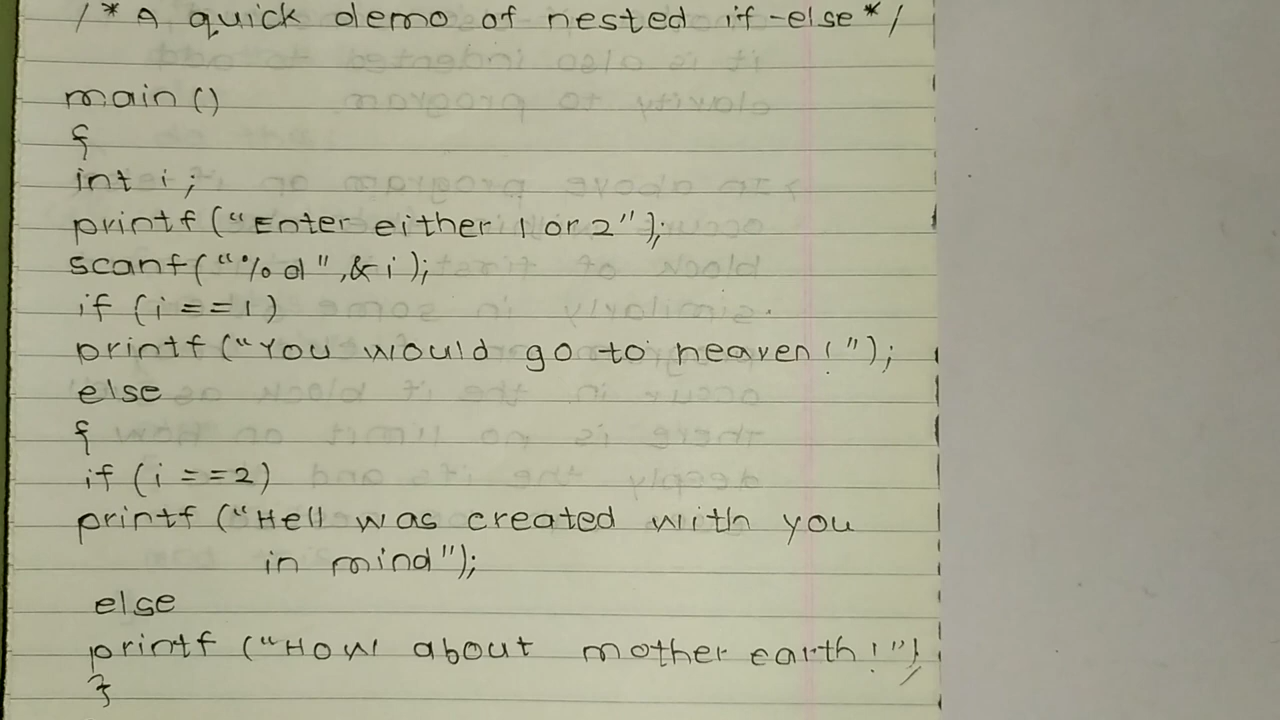 /* A quick demo of nested if-else */
main ()
{
int i ;
printf ("Enter either 1 or 2");
scanf ("%d", & i );
if ( i == 1)
printf ("You would go to heaven !");
else
{
if ( i == 2)
printf ("Hell was created with you
in mind");
else
printf ("How about mother earth !");
}